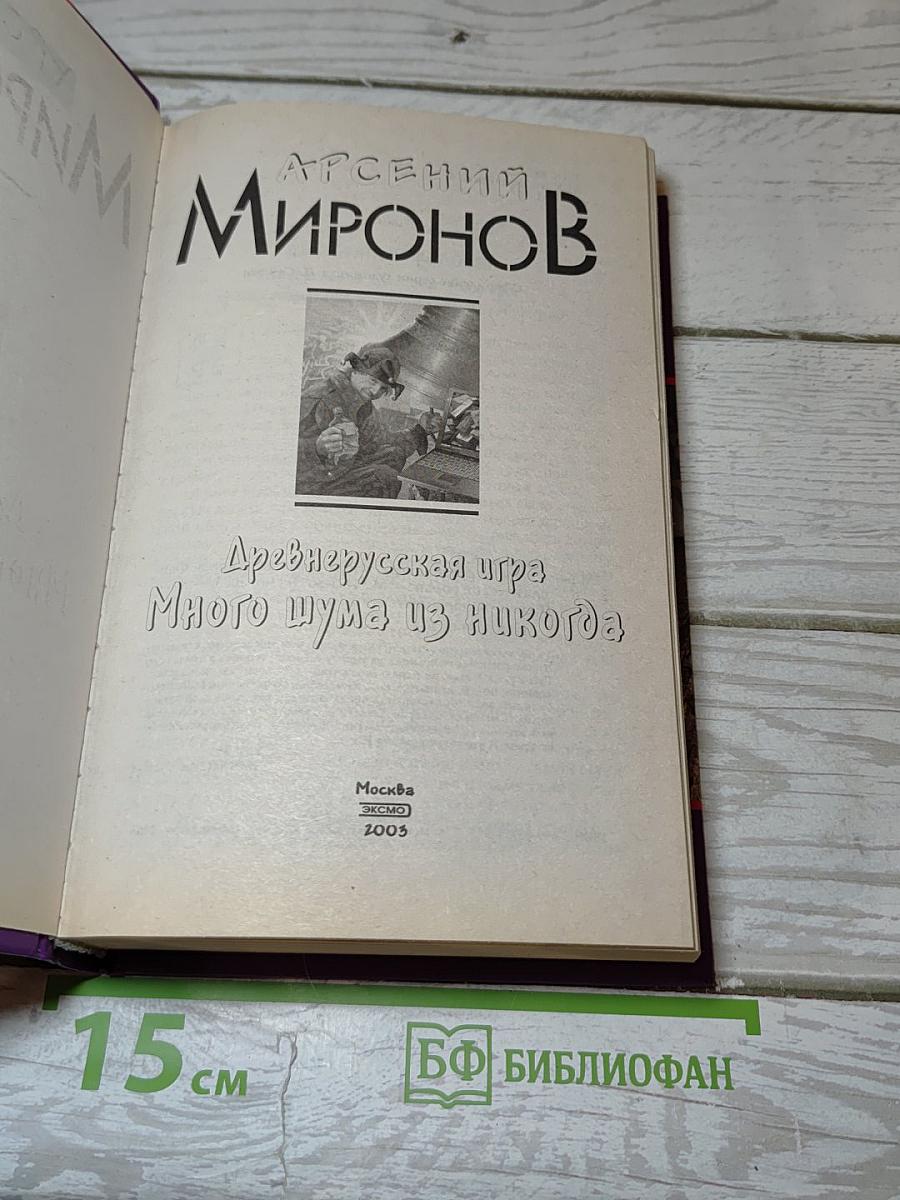 АРСЕНИЙ
МИРОНОВ
Древнерусская игра
Много шума из никогда
Москва
ЭКСМО
2003
15 см
БФ БИБЛИОФАН